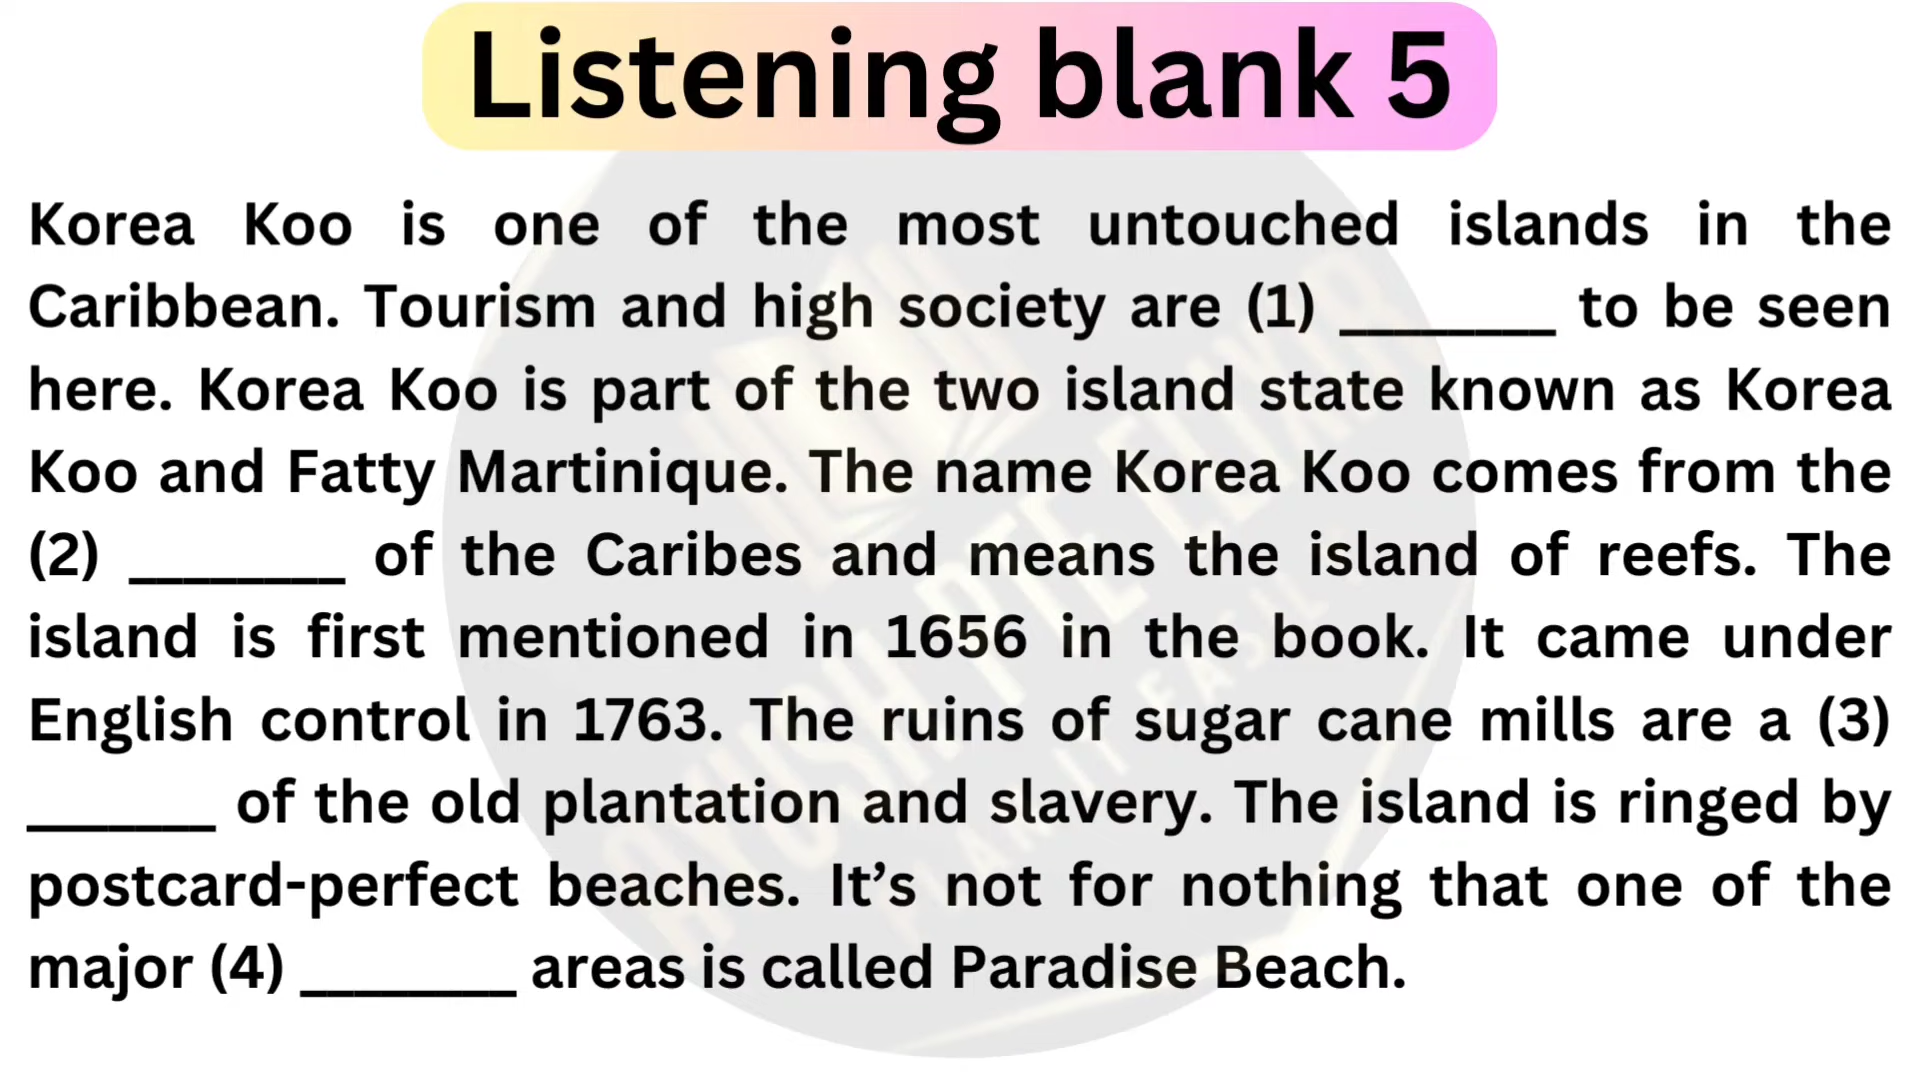 Listening blank 5
Korea Koo is one of the most untouched islands in the
Caribbean. Tourism and high society are (1) ________ to be seen
here. Korea Koo is part of the two island state known as Korea
Koo and Fatty Martinique. The name Korea Koo comes from the
(2) ________ of the Caribes and means the island of reefs. The
island is first mentioned in 1656 in the book. It came under
English control in 1763. The ruins of sugar cane mills are a (3)
_______ of the old plantation and slavery. The island is ringed by
postcard-perfect beaches. It’s not for nothing that one of the
major (4) ________ areas is called Paradise Beach.